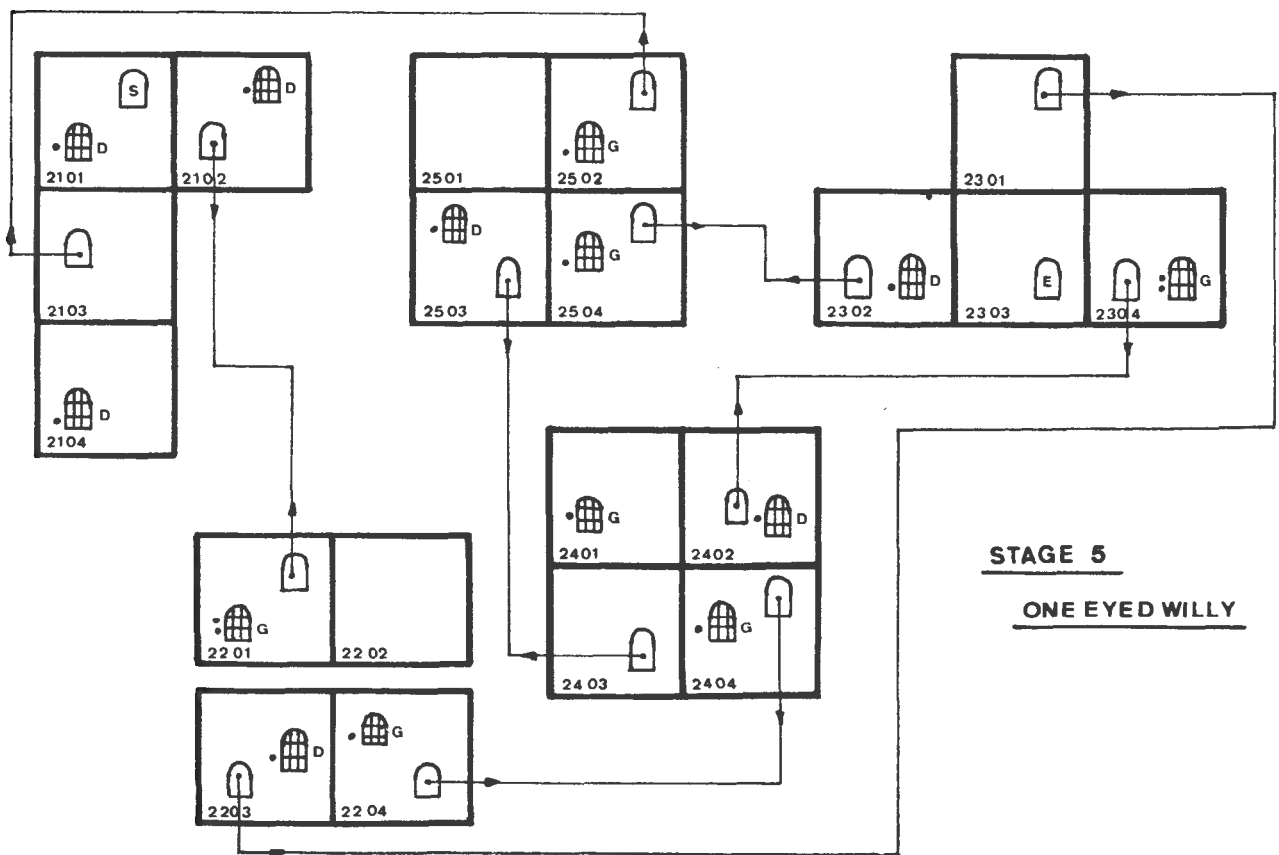 S
D
D
2101
2102
2103
D
2104
2501
G
2502
D
2503
G
2504
2301
D
2302
E
2303
G
2304
G
2401
D
2402
2403
G
2404
G
2201
2202
D
2203
G
2204
STAGE 5
ONE EYED WILLY